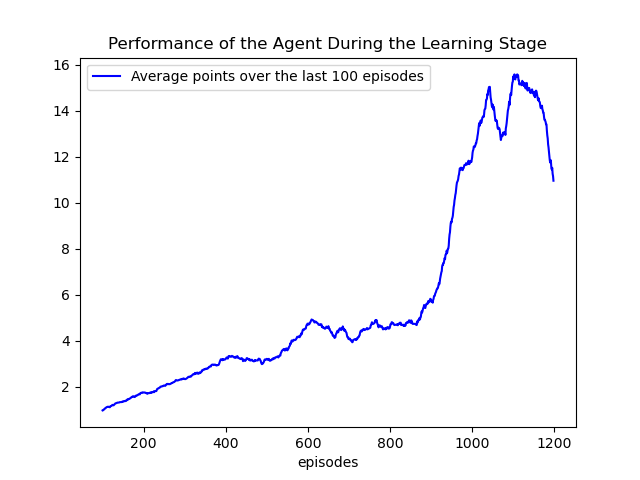 Performance of the Agent During the Learning Stage
Average points over the last 100 episodes
16
14
12
10
8
6
4
2
200 400 600 800 1000 1200
episodes